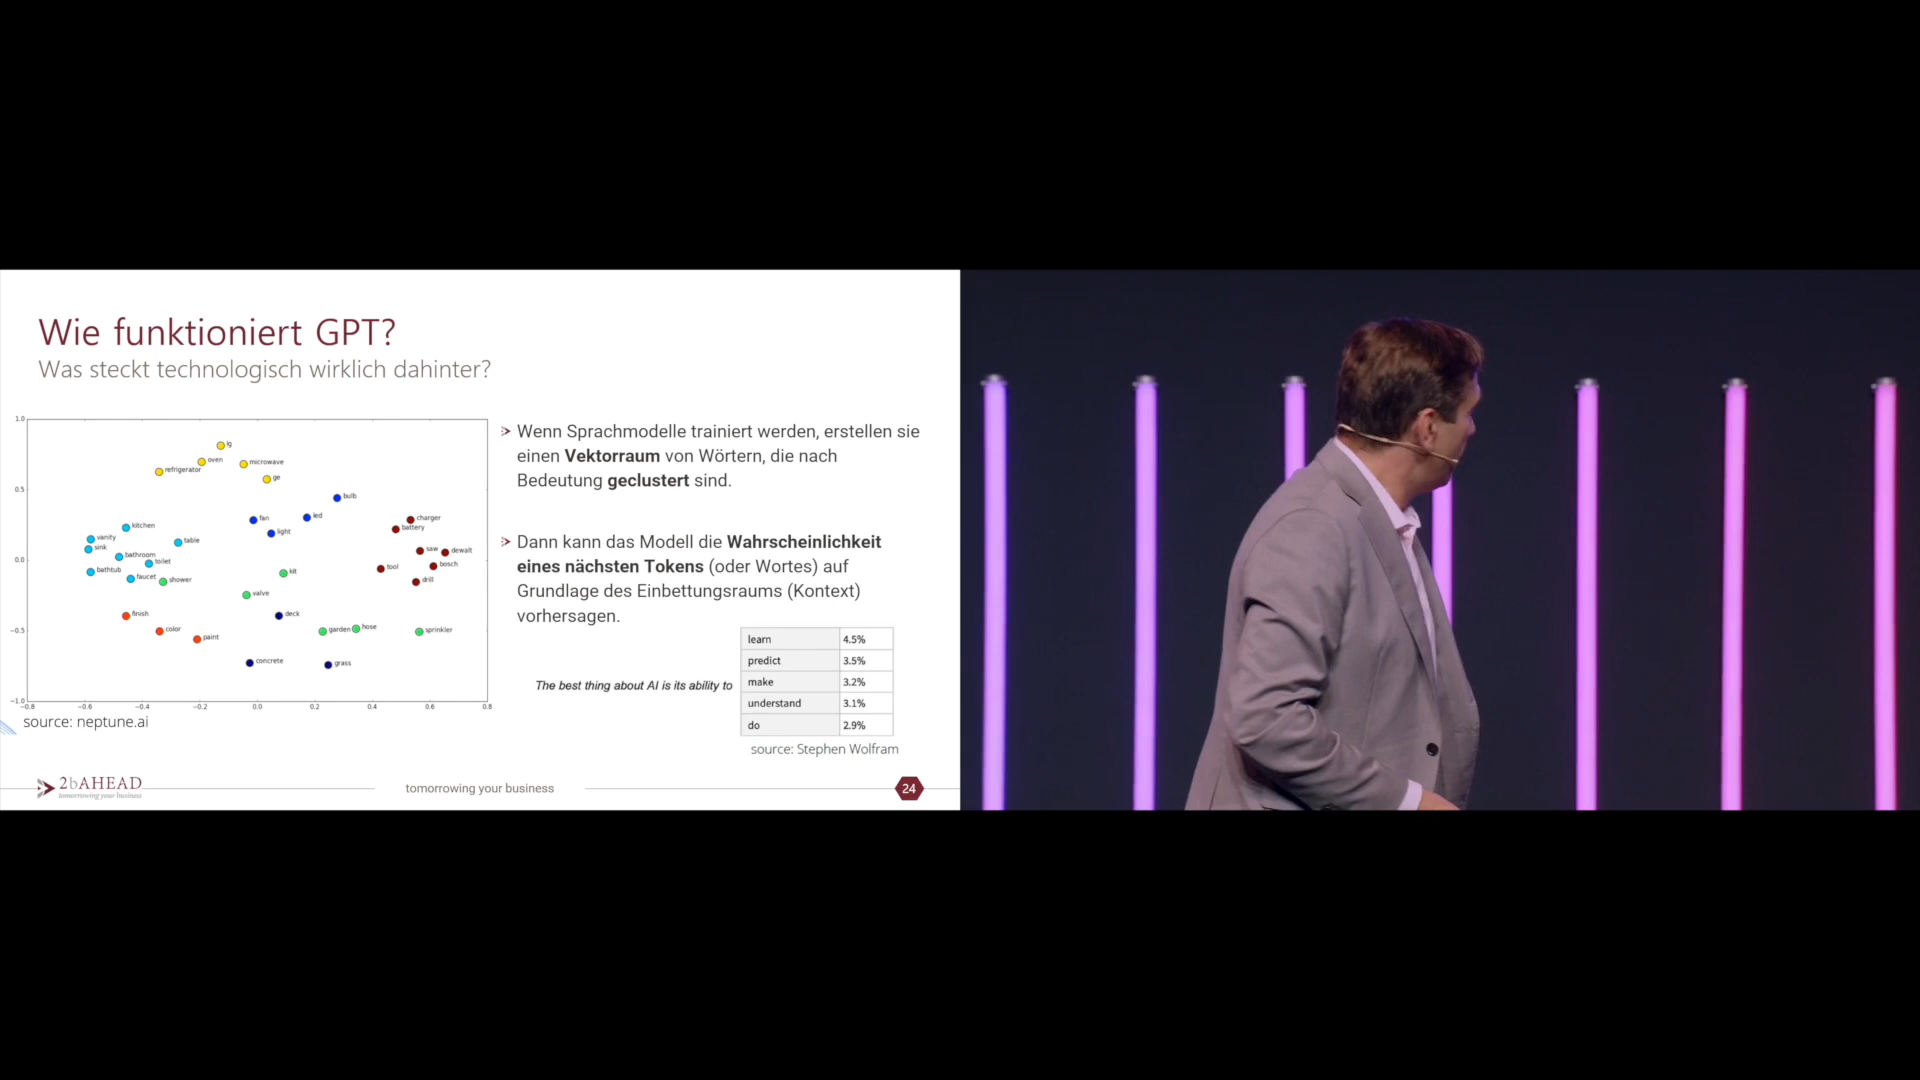 Wie funktioniert GPT?
Was steckt technologisch wirklich dahinter?
1.0
0.5
0.0
−0.5
−1.0
−0.8 −0.6 −0.4 −0.2 0.0 0.2 0.4 0.6 0.8
lg
oven
microwave
refrigerator
ge
bulb
fan
led
light
charger
battery
kitchen
vanity
sink
table
bathroom
toilet
bathtub
faucet
shower
saw
dewalt
bosch
tool
drill
kit
valve
finish
color
paint
deck
garden
hose
sprinkler
concrete
grass
source: neptune.ai
Wenn Sprachmodelle trainiert werden, erstellen sie
einen Vektorraum von Wörtern, die nach
Bedeutung geclustert sind.
Dann kann das Modell die Wahrscheinlichkeit
eines nächsten Tokens (oder Wortes) auf
Grundlage des Einbettungsraums (Kontext)
vorhersagen.
The best thing about AI is its ability to
learn 4.5%
predict 3.5%
make 3.2%
understand 3.1%
do 2.9%
source: Stephen Wolfram
2bAHEAD
tomorrowing your business
tomorrowing your business
24